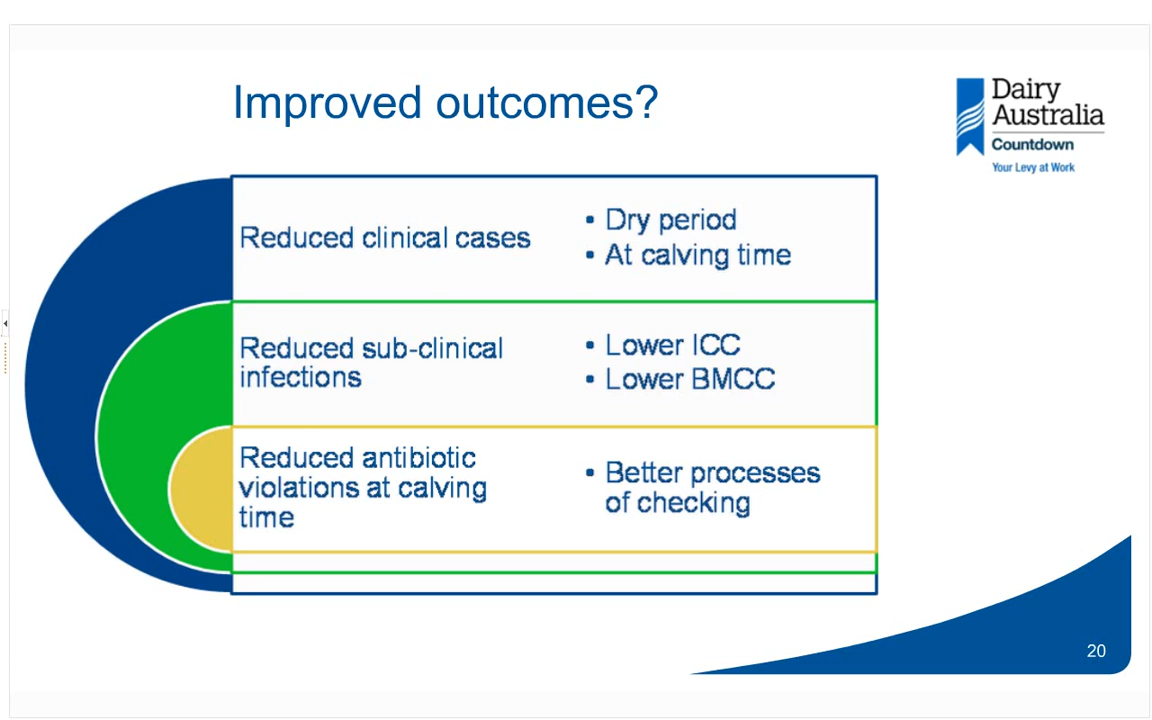 Improved outcomes?
Dairy
Australia
Countdown
Your Levy at Work
Reduced clinical cases
• Dry period
• At calving time
Reduced sub-clinical
infections
• Lower ICC
• Lower BMCC
Reduced antibiotic
violations at calving
time
• Better processes
of checking
20